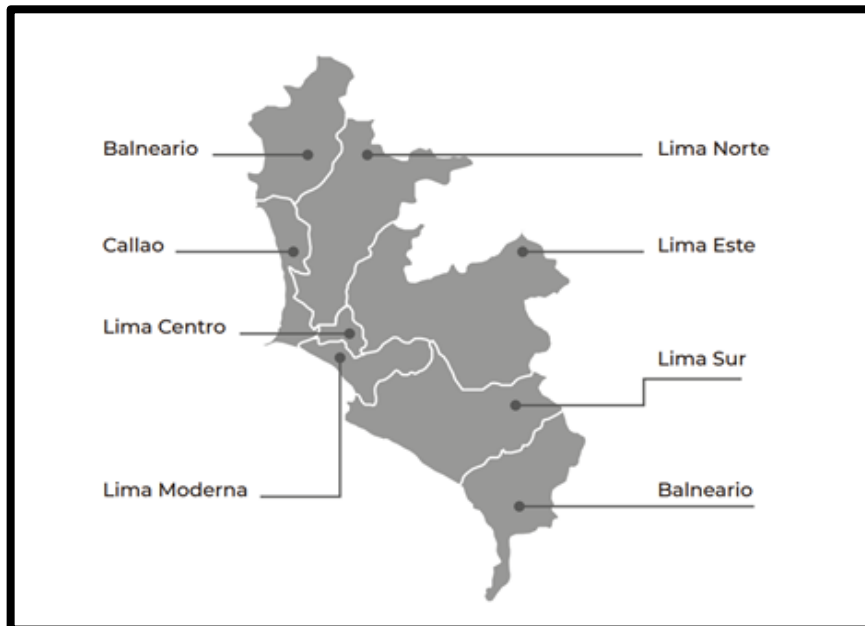 Balneario
Lima Norte
Callao
Lima Este
Lima Centro
Lima Sur
Lima Moderna
Balneario